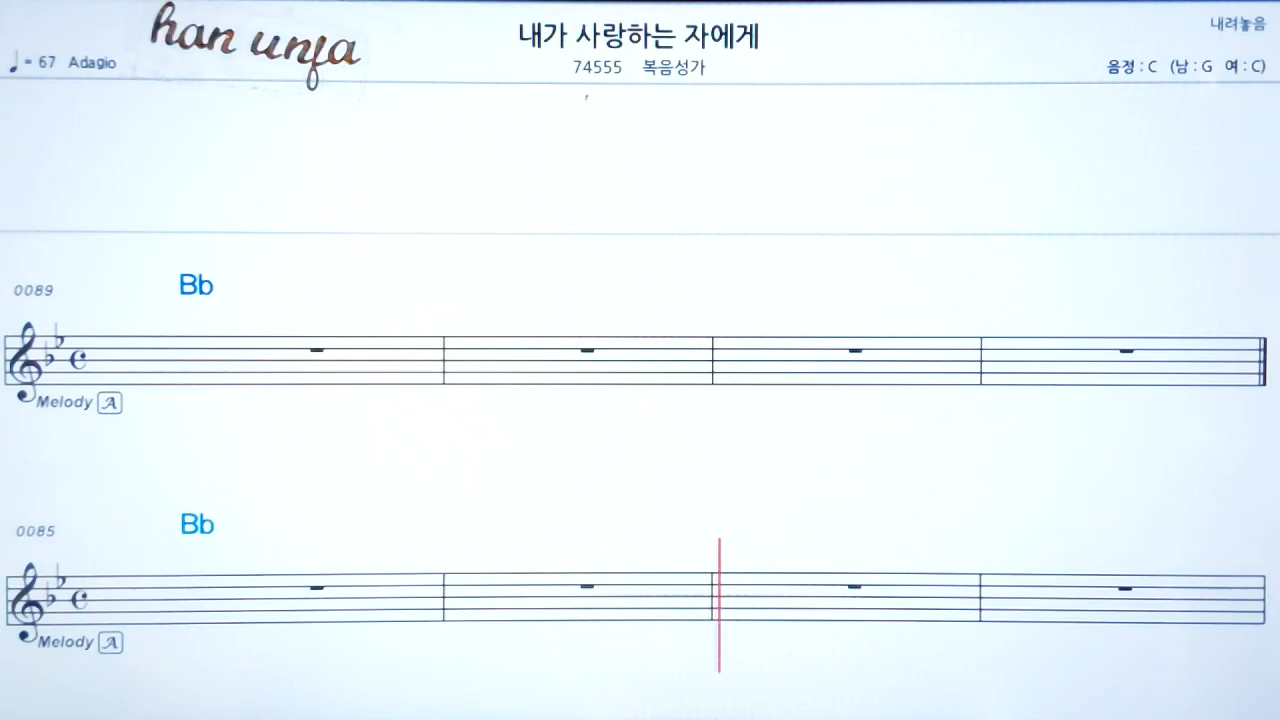 han unja
내가 사랑하는 자에게
내려놓음
♩= 67 Adagio
74555 복음성가
음정 : C (남 : G 여 : C)
0089
Bb
Melody A
0085
Bb
Melody A